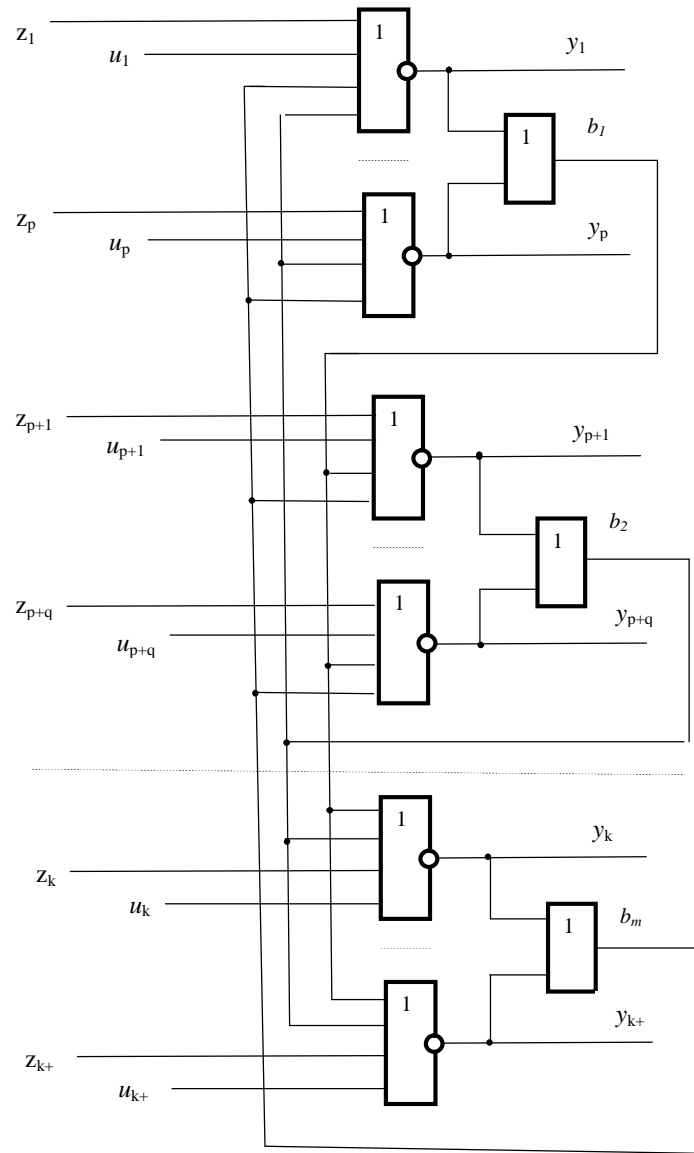 z1
1
u1
y1
1
b1
zp
1
up
yp
zp+1
1
up+1
yp+1
1
b2
zp+q
1
up+q
yp+q
1
yk
zk
uk
1
bm
1
yk+
zk+
uk+